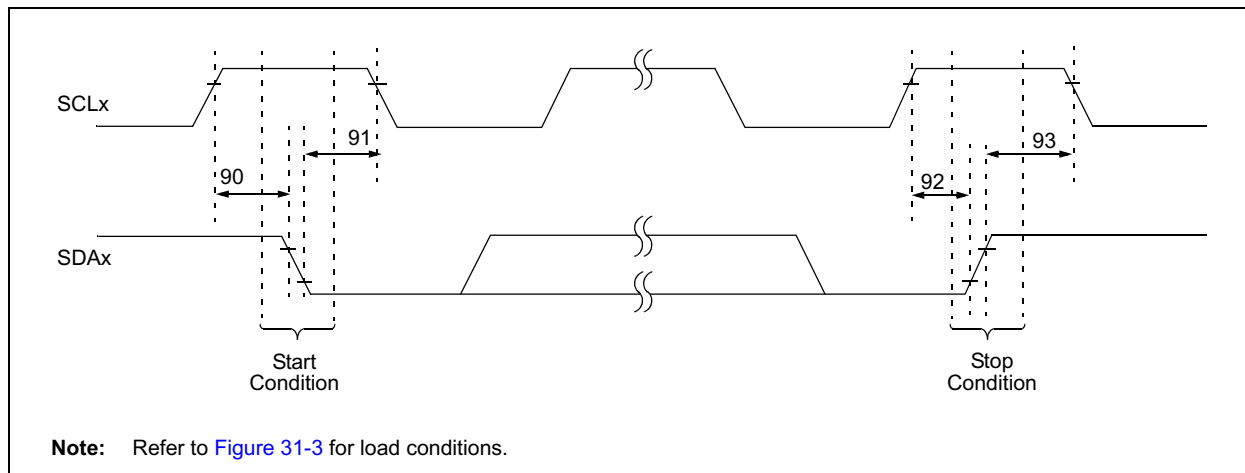 SCLx
91
93
90
92
SDAx
Start
Condition
Stop
Condition
Note: Refer to Figure 31-3 for load conditions.